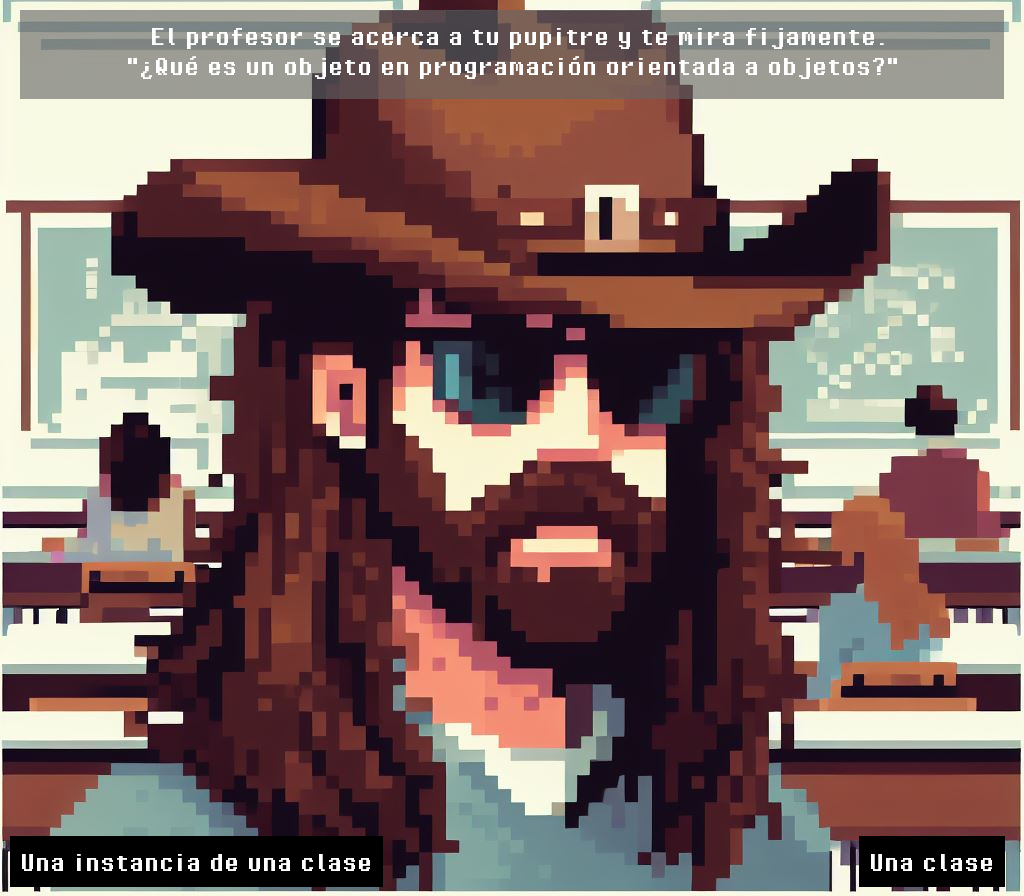 El profesor se acerca a tu pupitre y te mira fijamente.
"¿Qué es un objeto en programación orientada a objetos?"
Una instancia de una clase
Una clase